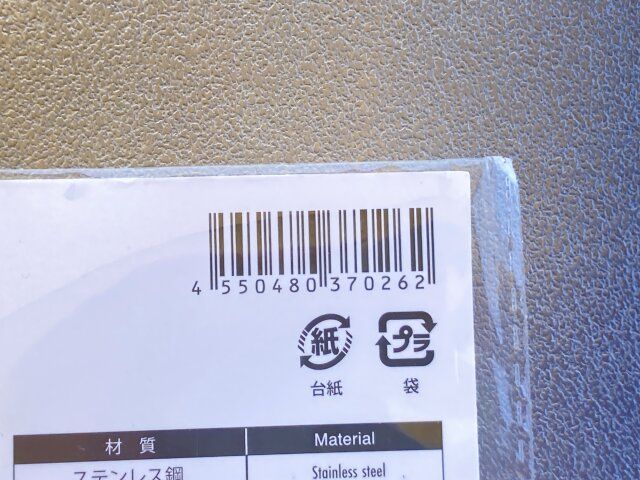 4 550480 370262
紙 プラ
台紙 袋
材 質 Material
ステンレス鋼 Stainless steel